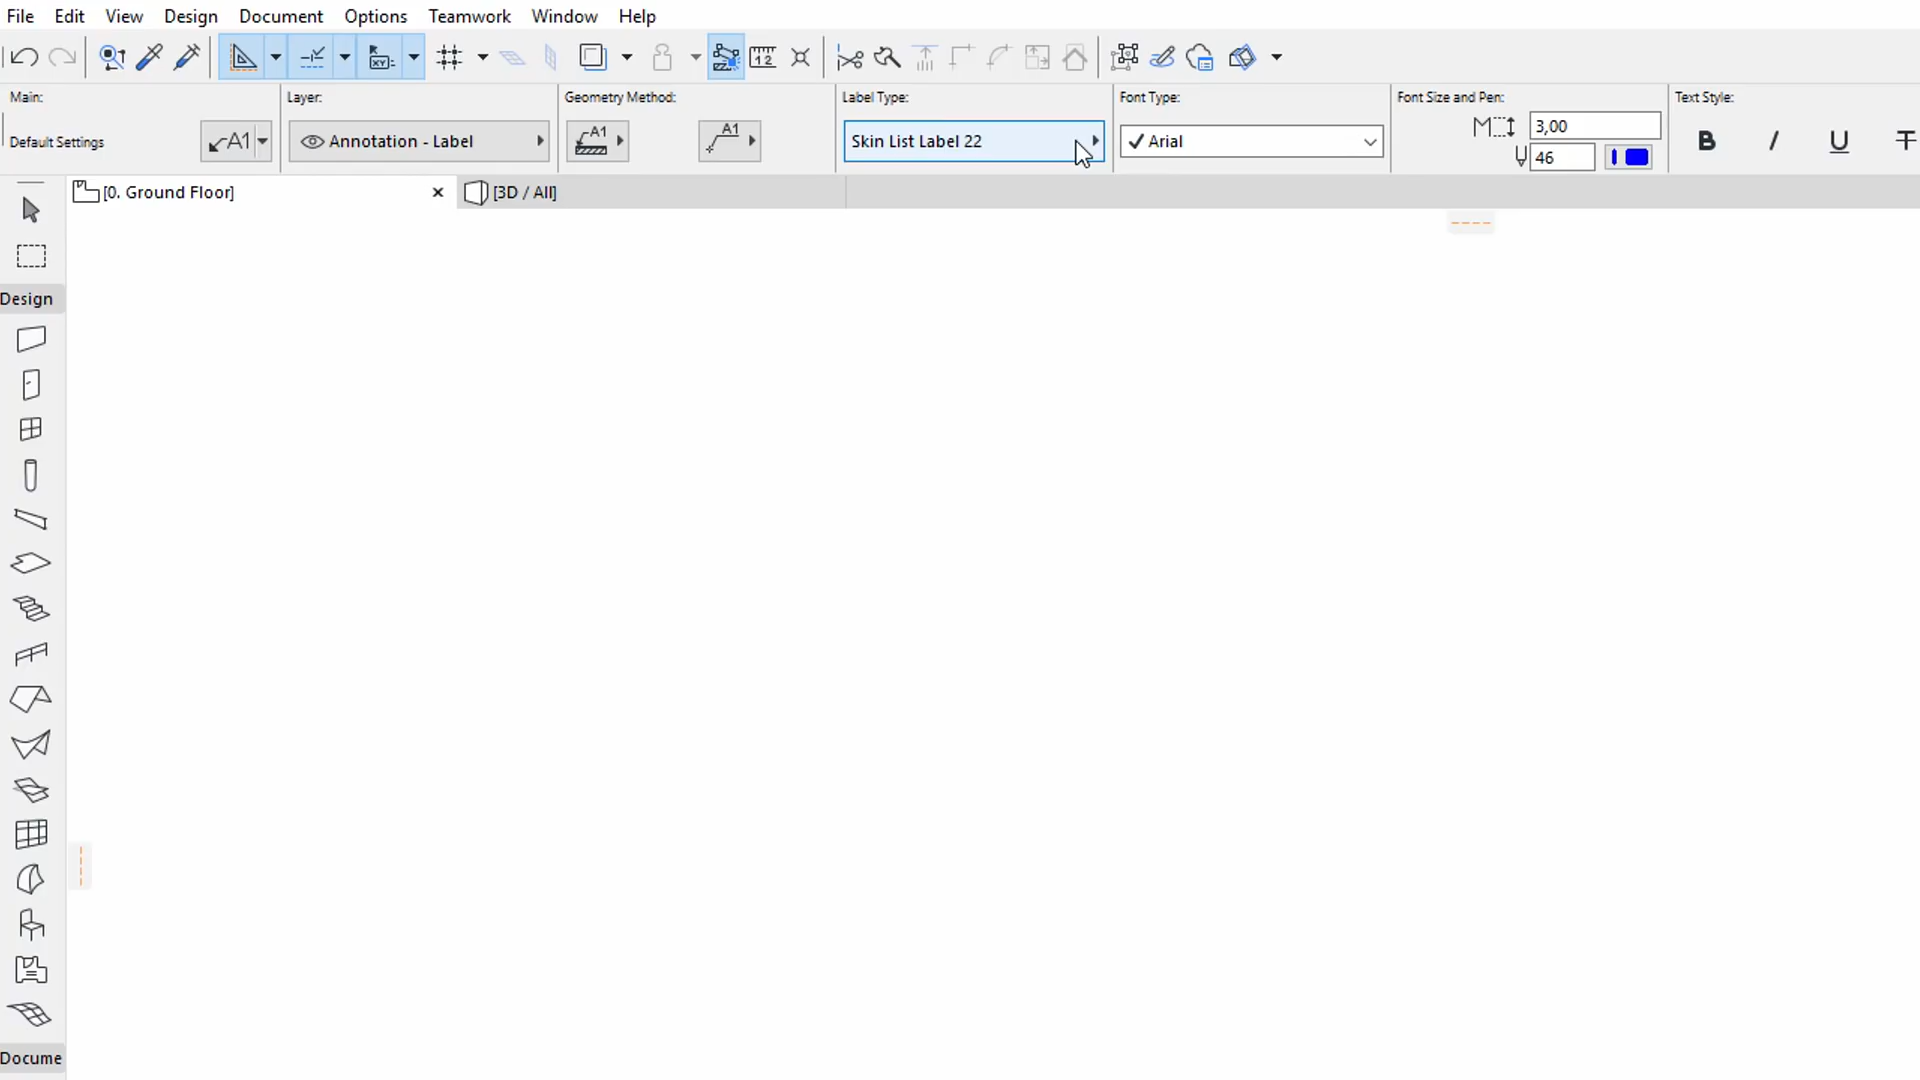 File Edit View Design Document Options Teamwork Window Help
Main: Layer: Geometry Method: Label Type: Font Type: Font Size and Pen: Text Style:
Default Settings A1 Annotation - Label A1 A1 Skin List Label 22 Arial M 3,00 B I U T
46
[0. Ground Floor] [3D / All]
Design
Docume